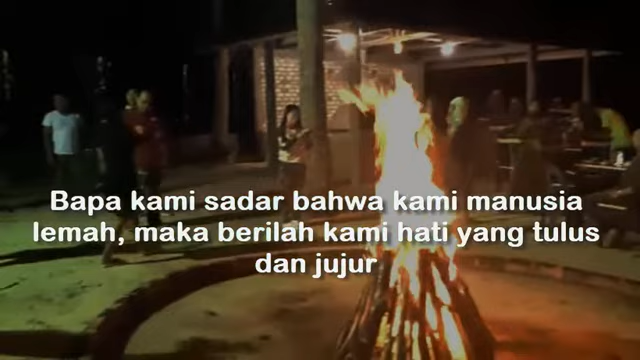 Bapa kami sadar bahwa kami manusia
lemah, maka berilah kami hati yang tulus
dan jujur